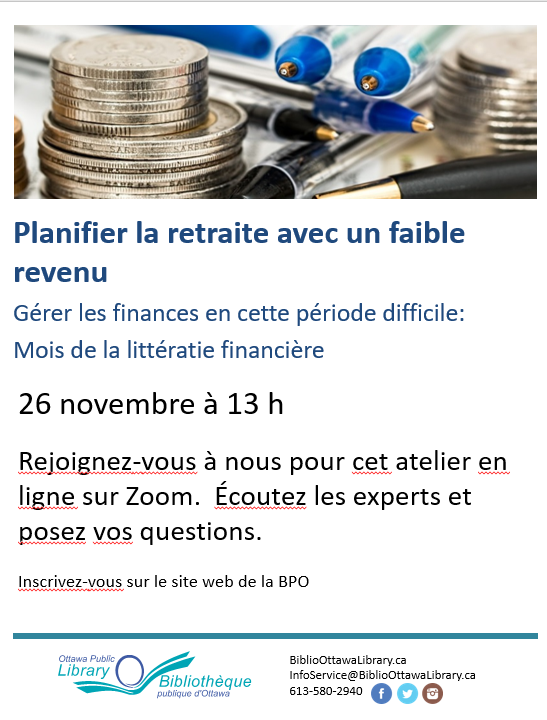 Planifier la retraite avec un faible
revenu
Gérer les finances en cette période difficile:
Mois de la littératie financière
26 novembre à 13 h
Rejoignez-vous à nous pour cet atelier en
ligne sur Zoom.  Écoutez les experts et
posez vos questions.
Inscrivez-vous sur le site web de la BPO
Ottawa Public
Library
Bibliothèque
publique d'Ottawa
BiblioOttawaLibrary.ca
InfoService@BiblioOttawaLibrary.ca
613-580-2940